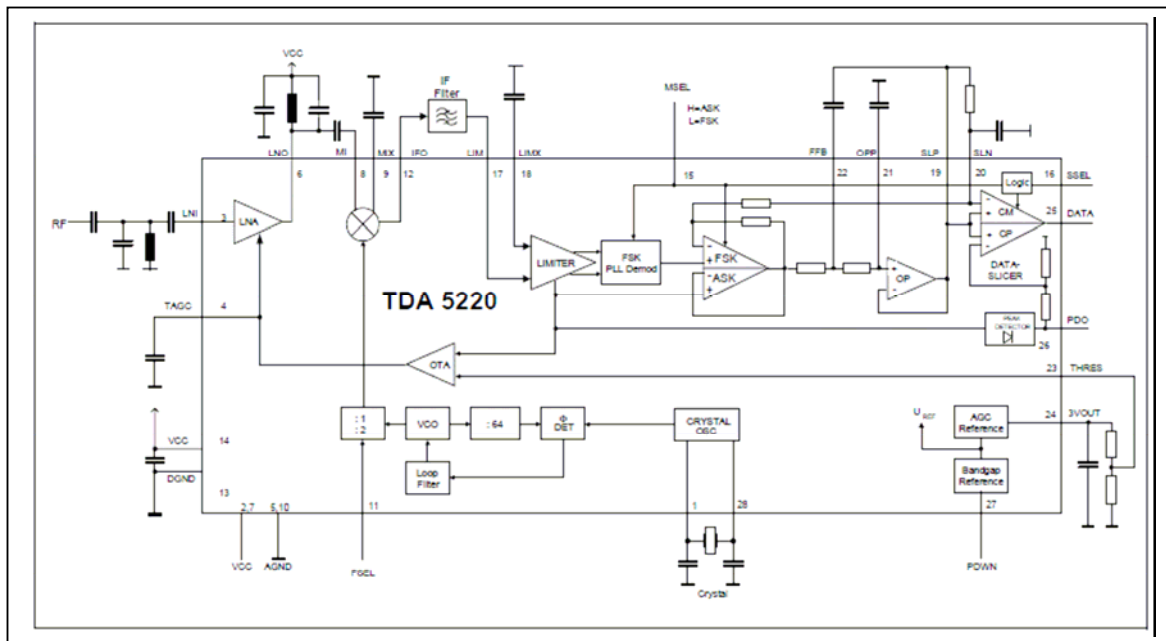 VCC
IF
Filter
MSEL
H=ASK
L=FSK
LNO
MI
MIX
IFO
LIM
LIMX
FFB
OPP
SLP
SLN
6
8
9
12
17
18
15
22
21
19
20
16
SSEL
Logic
RF
LNI
3
LNA
LIMITER
FSK
PLL Demod
- FSK +
- ASK +
OP
- +
CM
CP
- + + -
25
DATA
DATA-
SLICER
TDA 5220
TAGC
4
OTA
PEAK
DETECTOR
26
PDO
23
THRES
: 1
: 2
VCO
: 64
Φ
DET
CRYSTAL
OSC
Loop
Filter
U
AGC
Reference
24
3VOUT
Bandgap
Reference
VCC
14
DGND
13
2,7
5,10
11
1
28
27
VCC
AGND
FSEL
Crystal
PDWN